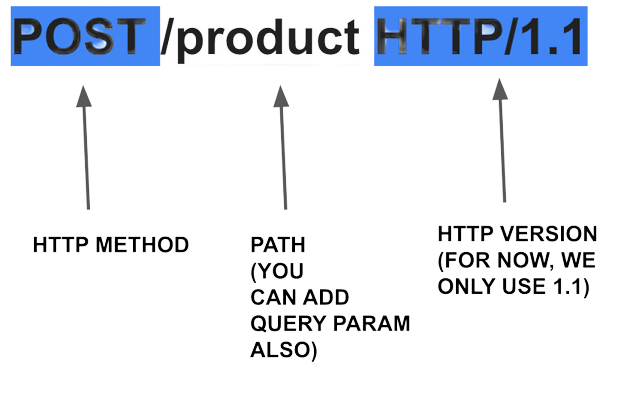 POST /product HTTP/1.1
HTTP METHOD
PATH
(YOU
CAN ADD
QUERY PARAM
ALSO)
HTTP VERSION
(FOR NOW, WE
ONLY USE 1.1)